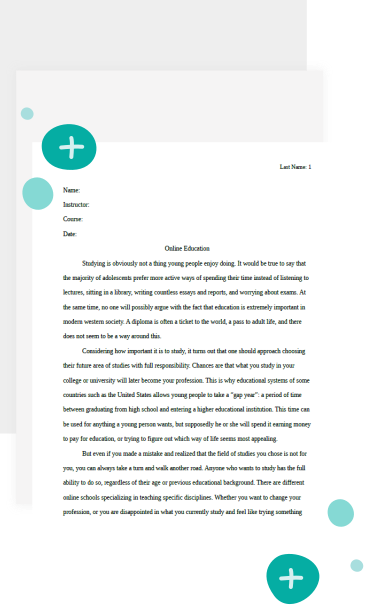 Last Name: 1
Name:
Instructor:
Course:
Date:
Online Education
Studying is obviously not a thing young people enjoy doing. It would be true to say that
the majority of adolescents prefer more active ways of spending their time instead of listening to
lectures, sitting in a library, writing countless essays and reports, and worrying about exams. At
the same time, no one will possibly argue with the fact that education is extremely important in
modern western society. A diploma is often a ticket to the world, a pass to adult life, and there
does not seem to be a way around this.
Considering how important it is to study, it turns out that one should approach choosing
their future area of studies with full responsibility. Chances are that what you study in your
college or university will later become your profession. This is why educational systems of some
countries such as the United States allows young people to take a "gap year": a period of time
between graduating from high school and entering a higher educational institution. This time can
be used for anything a young person wants, but supposedly he or she will spend it earning money
to pay for education, or trying to figure out which way of life seems most appealing.
But even if you made a mistake and realized that the field of studies you chose is not for
you, you can always take a turn and walk another road. Anyone who wants to study has the full
ability to do so, regardless of their age or previous educational background. There are different
online schools specializing in teaching specific disciplines. Whether you want to change your
profession, or you are disappointed in what you currently study and feel like trying something